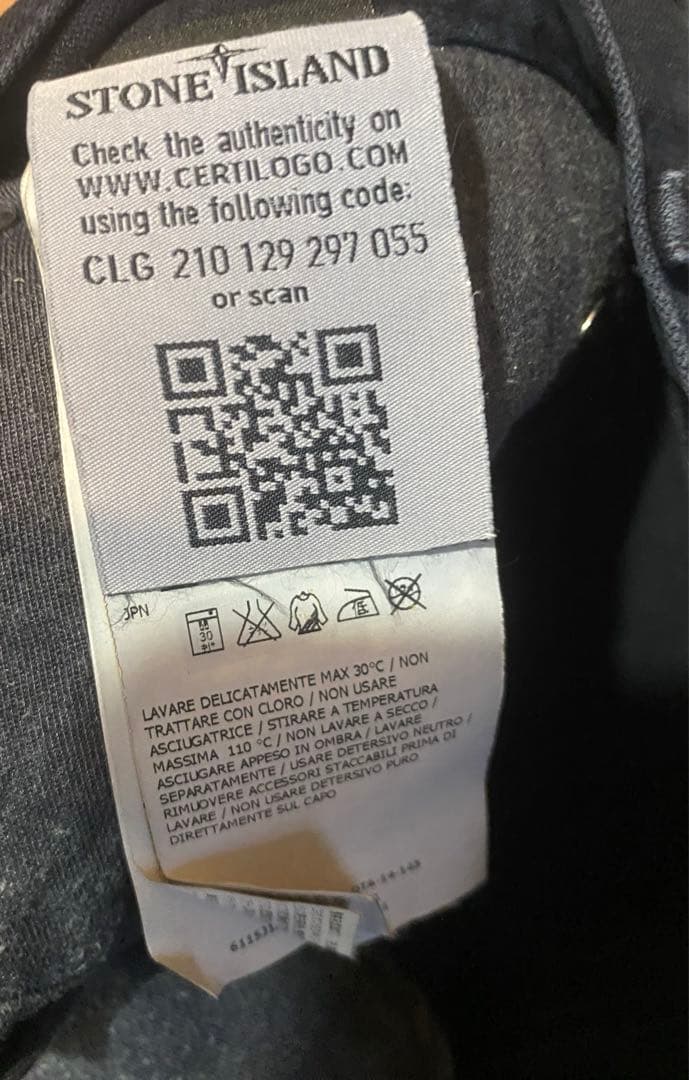 STONE ISLAND
Check the authenticity on
WWW.CERTILOGO.COM
using the following code:
CLG 210 129 297 055
or scan
JPN
30
LAVARE DELICATAMENTE MAX 30°C / NON
TRATTARE CON CLORO / NON USARE
ASCIUGATRICE / STIRARE A TEMPERATURA
MASSIMA 110 °C / NON LAVARE A SECCO /
ASCIUGARE APPESO IN OMBRA / LAVARE
SEPARATAMENTE / USARE DETERSIVO NEUTRO /
RIMUOVERE ACCESSORI STACCABILI PRIMA DI
LAVARE / NON USARE DETERSIVO PURO
DIRETTAMENTE SUL CAPO